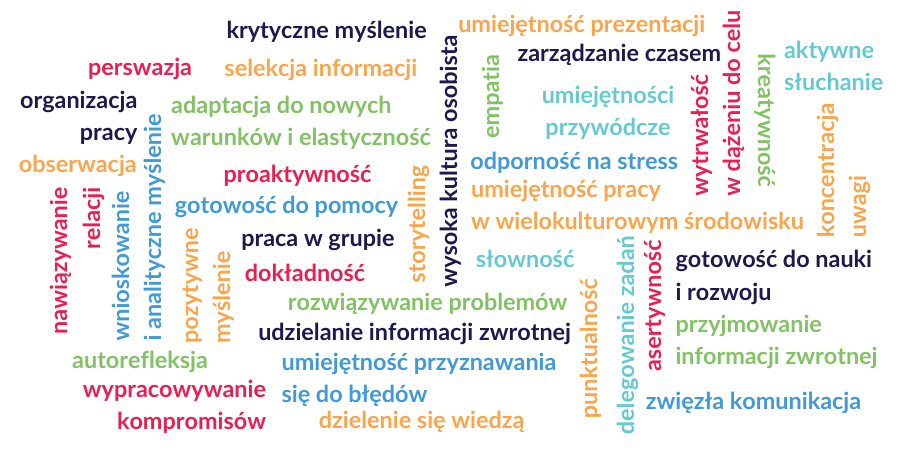 krytyczne myślenie
umiejętność prezentacji
perswazja
selekcja informacji
wysoka kultura osobista
zarządzanie czasem
aktywne
słuchanie
organizacja
pracy
adaptacja do nowych
warunków i elastyczność
empatia
umiejętności
przywódcze
wytrwałość
w dążeniu do celu
kreatywność
obserwacja
wnioskowanie
i analityczne myślenie
proaktywność
storytelling
odporność na stress
umiejętność pracy
w wielokulturowym środowisku
koncentracja
uwagi
nawiązywanie
relacji
gotowość do pomocy
pozytywne
myślenie
praca w grupie
dokładność
słowność
delegowanie zadań
asertywność
gotowość do nauki
i rozwoju
rozwiązywanie problemów
udzielanie informacji zwrotnej
punktualność
przyjmowanie
informacji zwrotnej
autorefleksja
umiejętność przyznawania
się do błędów
wypracowywanie
kompromisów
dzielenie się wiedzą
zwięzła komunikacja